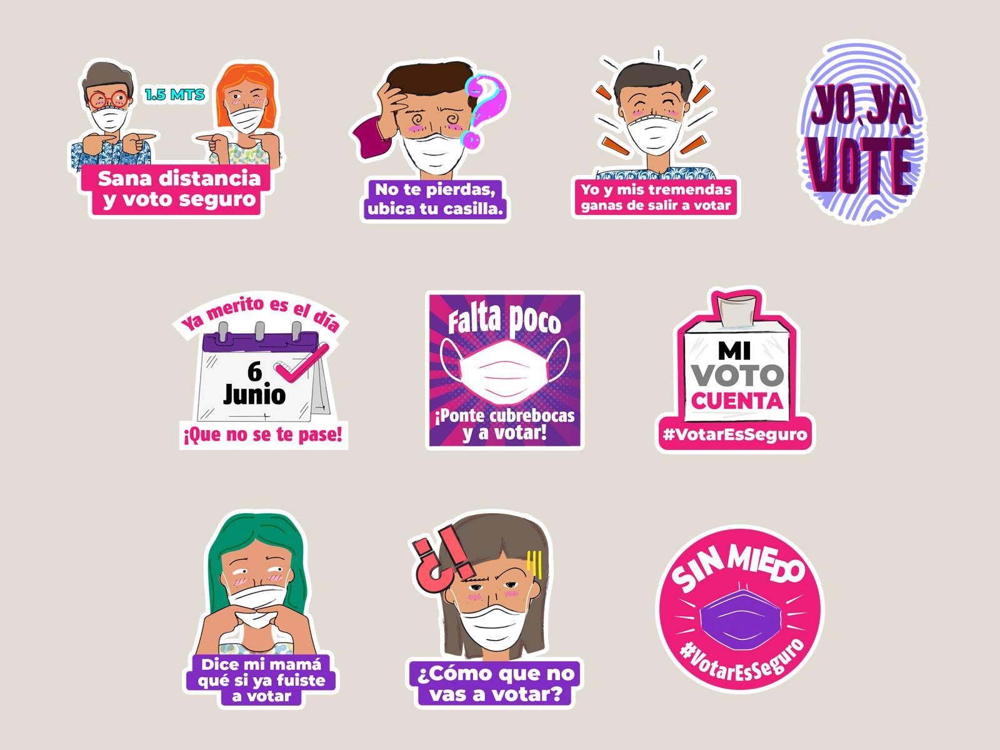 1.5 MTS
Sana distancia
y voto seguro
No te pierdas,
ubica tu casilla.
Yo y mis tremendas
ganas de salir a votar
YO, YA
VOTÉ
Ya merito es el día
6
Junio
¡Que no se te pase!
Falta poco
¡Ponte cubrebocas
y a votar!
MI
VOTO
CUENTA
#VotarEsSeguro
Dice mi mamá
qué si ya fuiste
a votar
¿!
¿Cómo que no
vas a votar?
SIN MIEDO
#VotarEsSeguro